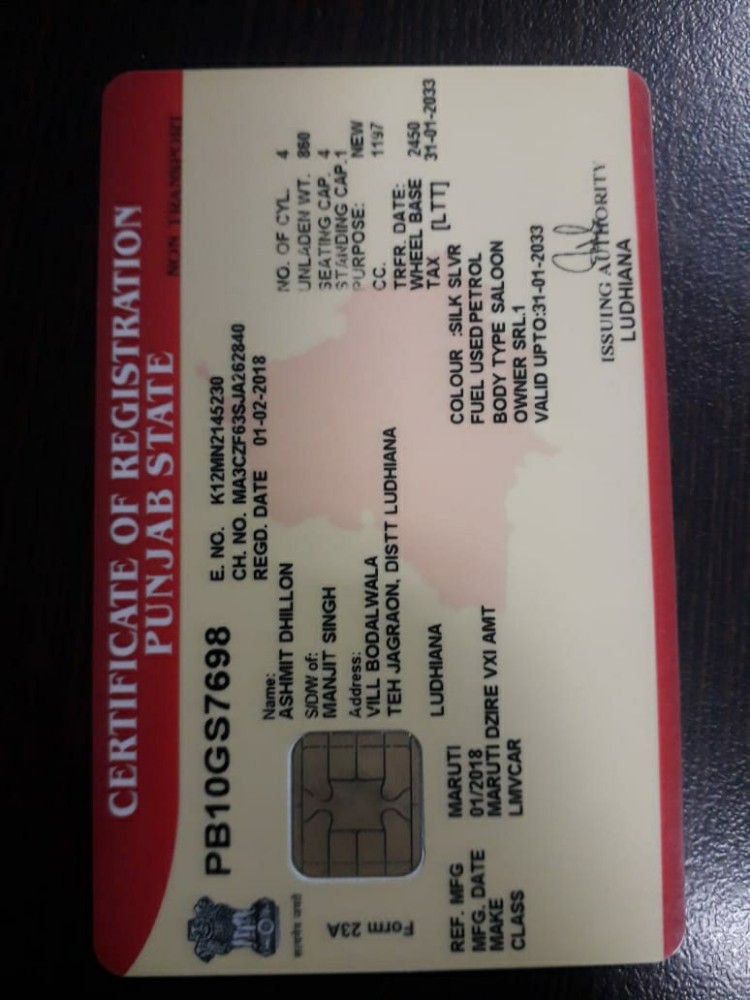 CERTIFICATE OF REGISTRATION
PUNJAB STATE
NON TRANSPORT
PB10GS7698
E. NO. K12MN2145230
CH. NO. MA3CZF63SJA262840
REGD. DATE 01-02-2018
Name:
ASHMIT DHILLON
S/D/W of:
MANJIT SINGH
Address:
VILL BODALWALA
TEH JAGRAON, DISTT LUDHIANA
LUDHIANA
NO. OF CYL. 4
UNLADEN WT. 860
SEATING CAP. 4
STANDING CAP.1
PURPOSE: NEW
CC. 1197
TRFR. DATE:
WHEEL BASE 2450
TAX [LTT] 31-01-2033
सत्यमेव जयते
Form 23A
REF. MFG MARUTI
MFG. DATE 01/2018
MAKE MARUTI DZIRE VXI AMT
CLASS LMVCAR
COLOUR :SILK SLVR
FUEL USED PETROL
BODY TYPE SALOON
OWNER SRL.1
VALID UPTO:31-01-2033
ISSUING AUTHORITY
LUDHIANA